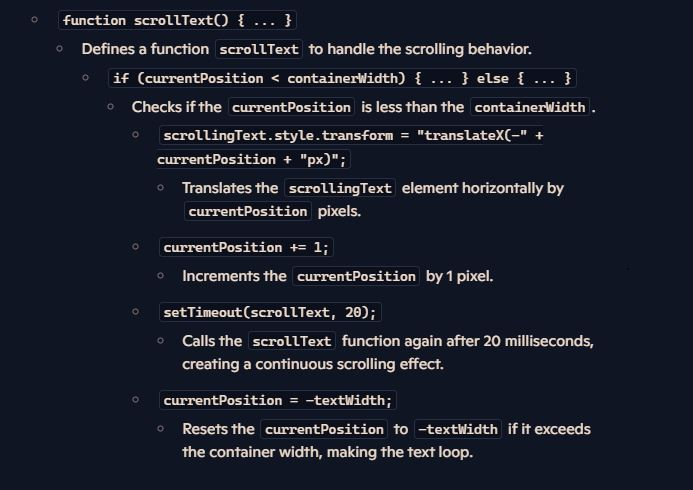 function scrollText() { ... }
Defines a function scrollText to handle the scrolling behavior.
if (currentPosition < containerWidth) { ... } else { ... }
Checks if the currentPosition is less than the containerWidth.
scrollingText.style.transform = "translateX(-" +
currentPosition + "px)";
Translates the scrollingText element horizontally by
currentPosition pixels.
currentPosition += 1;
Increments the currentPosition by 1 pixel.
setTimeout(scrollText, 20);
Calls the scrollText function again after 20 milliseconds,
creating a continuous scrolling effect.
currentPosition = -textWidth;
Resets the currentPosition to -textWidth if it exceeds
the container width, making the text loop.